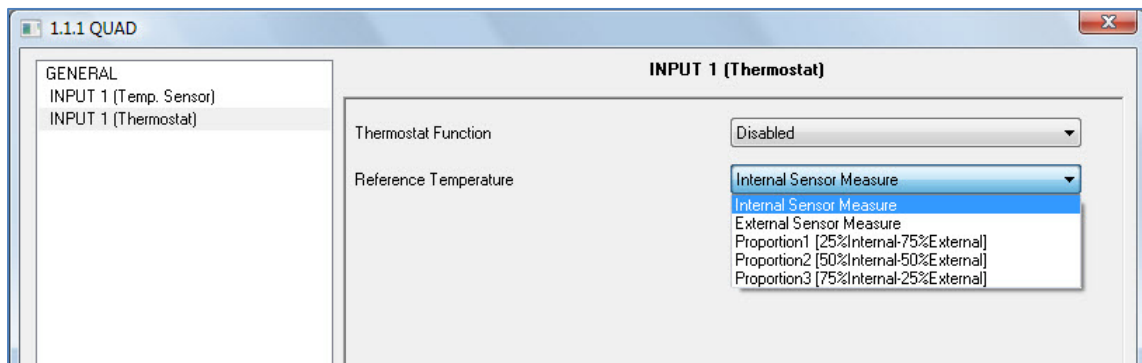 1.1.1 QUAD
GENERAL
INPUT 1 (Temp. Sensor)
INPUT 1 (Thermostat)
INPUT 1 (Thermostat)
Thermostat Function
Disabled
Reference Temperature
Internal Sensor Measure
Internal Sensor Measure
External Sensor Measure
Proportion1 [25%Internal-75%External]
Proportion2 [50%Internal-50%External]
Proportion3 [75%Internal-25%External]